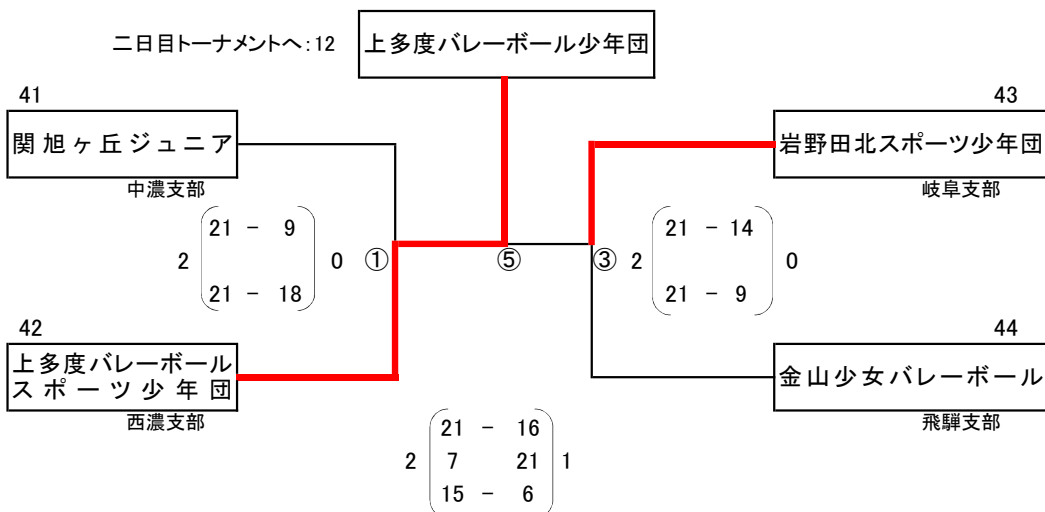 二日目トーナメントへ:12
上多度バレーボール少年団
41
関旭ヶ丘ジュニア
中濃支部
43
岩野田北スポーツ少年団
岐阜支部
21 - 9
2 0 ①
21 - 18
⑤
21 - 14
③ 2 0
21 - 9
42
上多度バレーボール
スポーツ少年団
西濃支部
44
金山少女バレーボール
飛騨支部
21 - 16
2 7 21 1
15 - 6